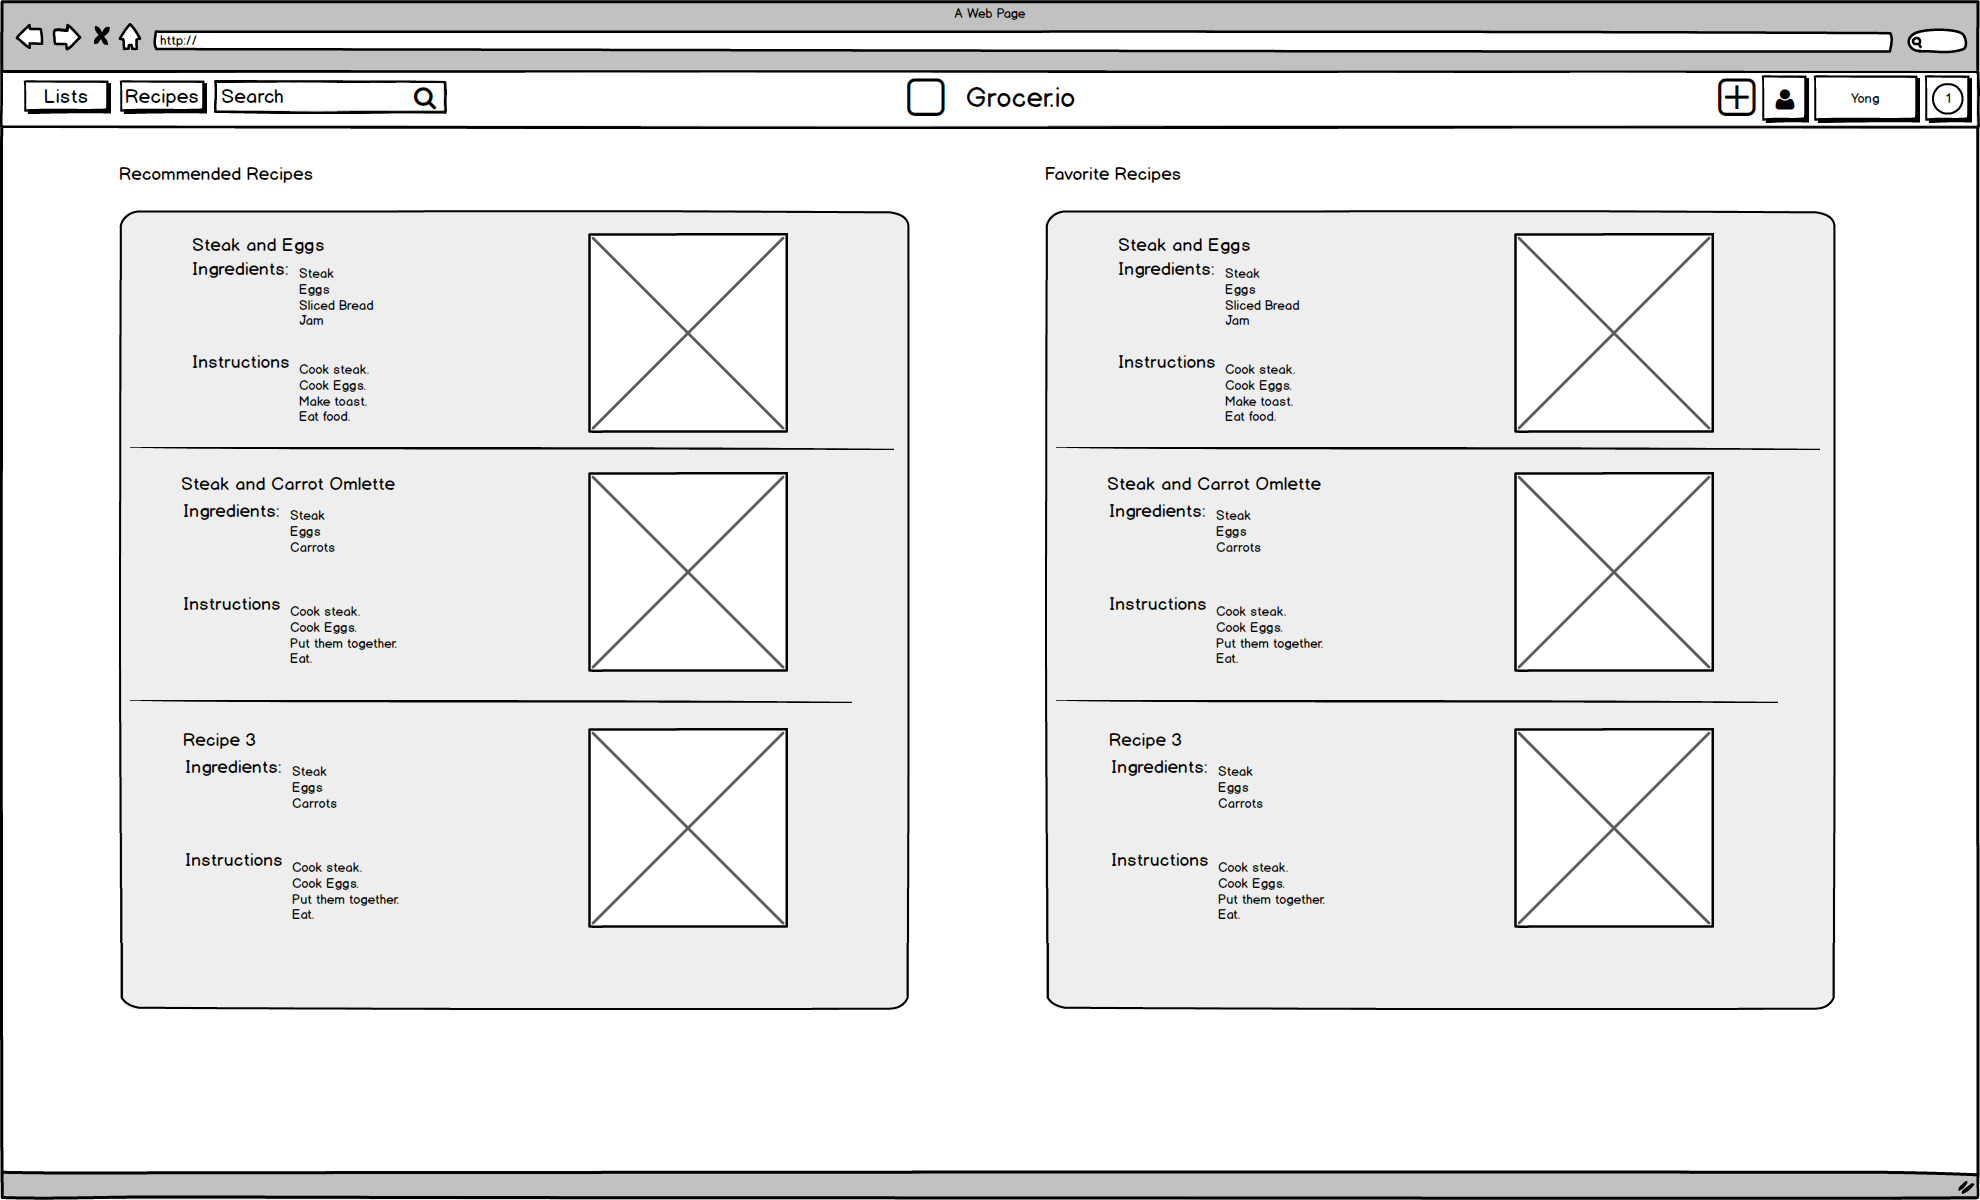 A Web Page
http://
Lists
Recipes
Search
Grocer.io
Yong
1
Recommended Recipes
Steak and Eggs
Ingredients:
Steak
Eggs
Sliced Bread
Jam
Instructions
Cook steak.
Cook Eggs.
Make toast.
Eat food.
Steak and Carrot Omlette
Ingredients:
Steak
Eggs
Carrots
Instructions
Cook steak.
Cook Eggs.
Put them together.
Eat.
Recipe 3
Ingredients:
Steak
Eggs
Carrots
Instructions
Cook steak.
Cook Eggs.
Put them together.
Eat.
Favorite Recipes
Steak and Eggs
Ingredients:
Steak
Eggs
Sliced Bread
Jam
Instructions
Cook steak.
Cook Eggs.
Make toast.
Eat food.
Steak and Carrot Omlette
Ingredients:
Steak
Eggs
Carrots
Instructions
Cook steak.
Cook Eggs.
Put them together.
Eat.
Recipe 3
Ingredients:
Steak
Eggs
Carrots
Instructions
Cook steak.
Cook Eggs.
Put them together.
Eat.